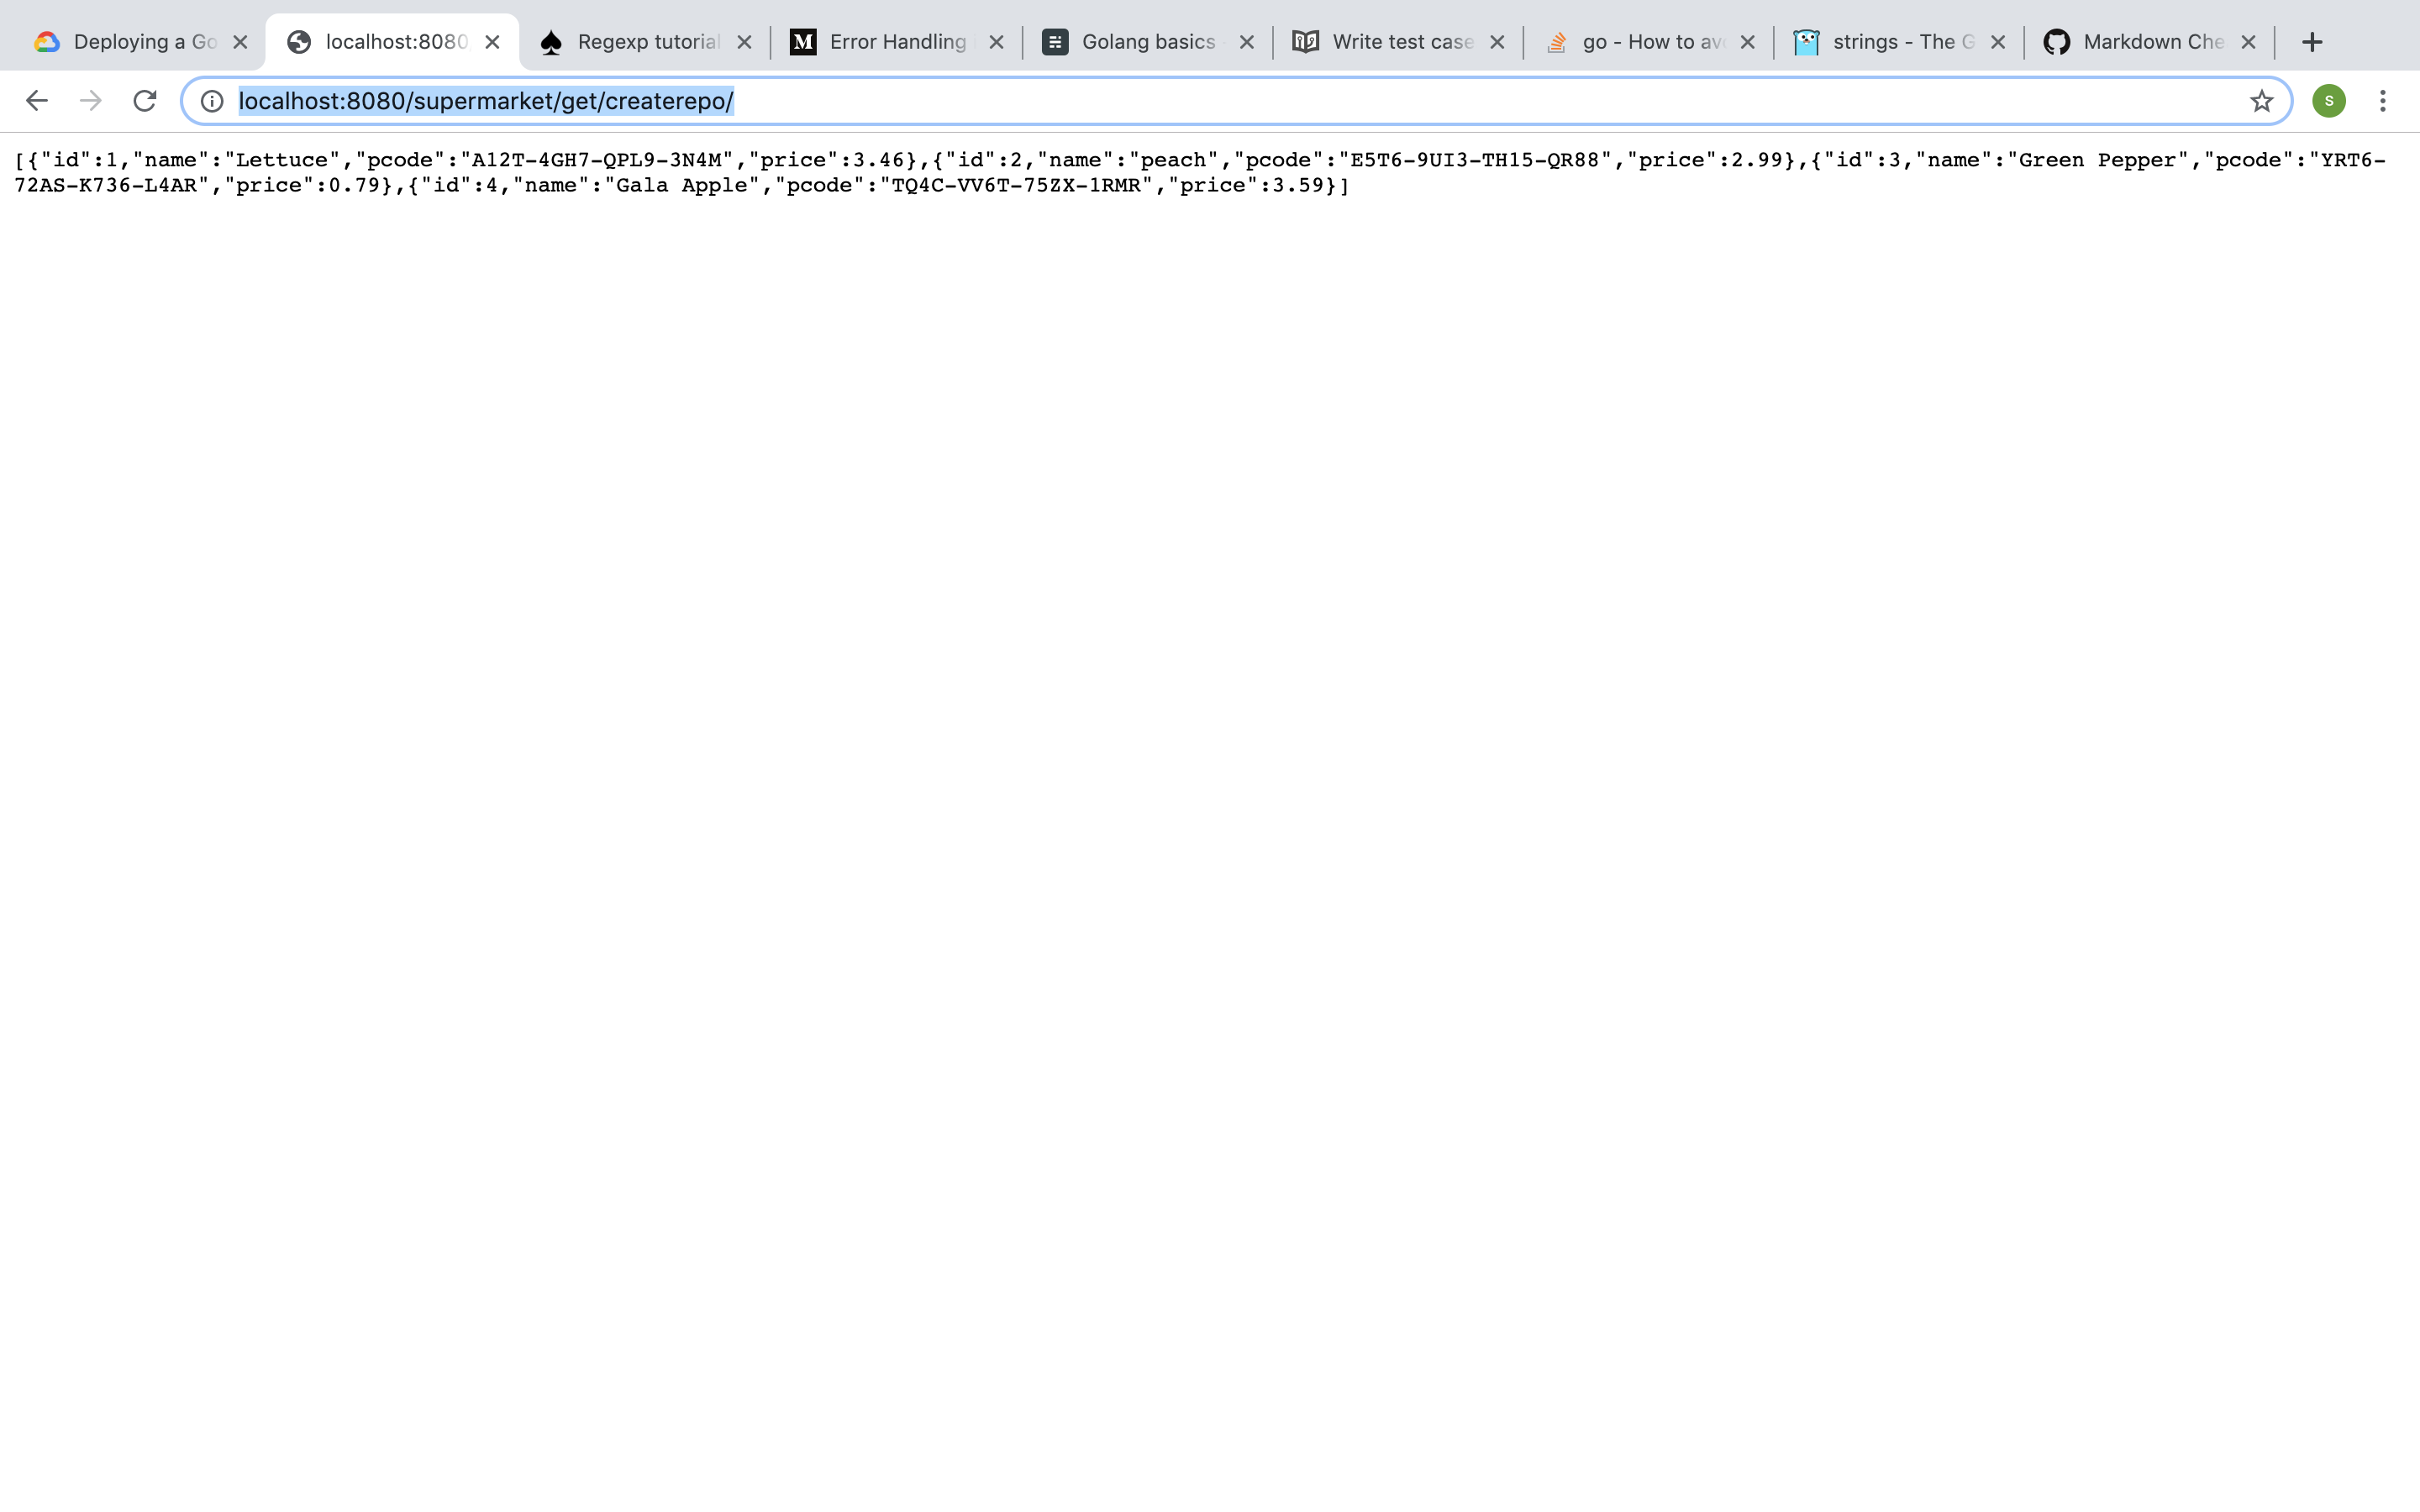 Deploying a Go
localhost:8080
Regexp tutorial
M
Error Handling
Golang basics
Write test case
go - How to av
strings - The G
Markdown Che
localhost:8080/supermarket/get/createrepo/
S
[{"id":1,"name":"Lettuce","pcode":"A12T-4GH7-QPL9-3N4M","price":3.46},{"id":2,"name":"peach","pcode":"E5T6-9UI3-TH15-QR88","price":2.99},{"id":3,"name":"Green Pepper","pcode":"YRT6-
72AS-K736-L4AR","price":0.79},{"id":4,"name":"Gala Apple","pcode":"TQ4C-VV6T-75ZX-1RMR","price":3.59}]